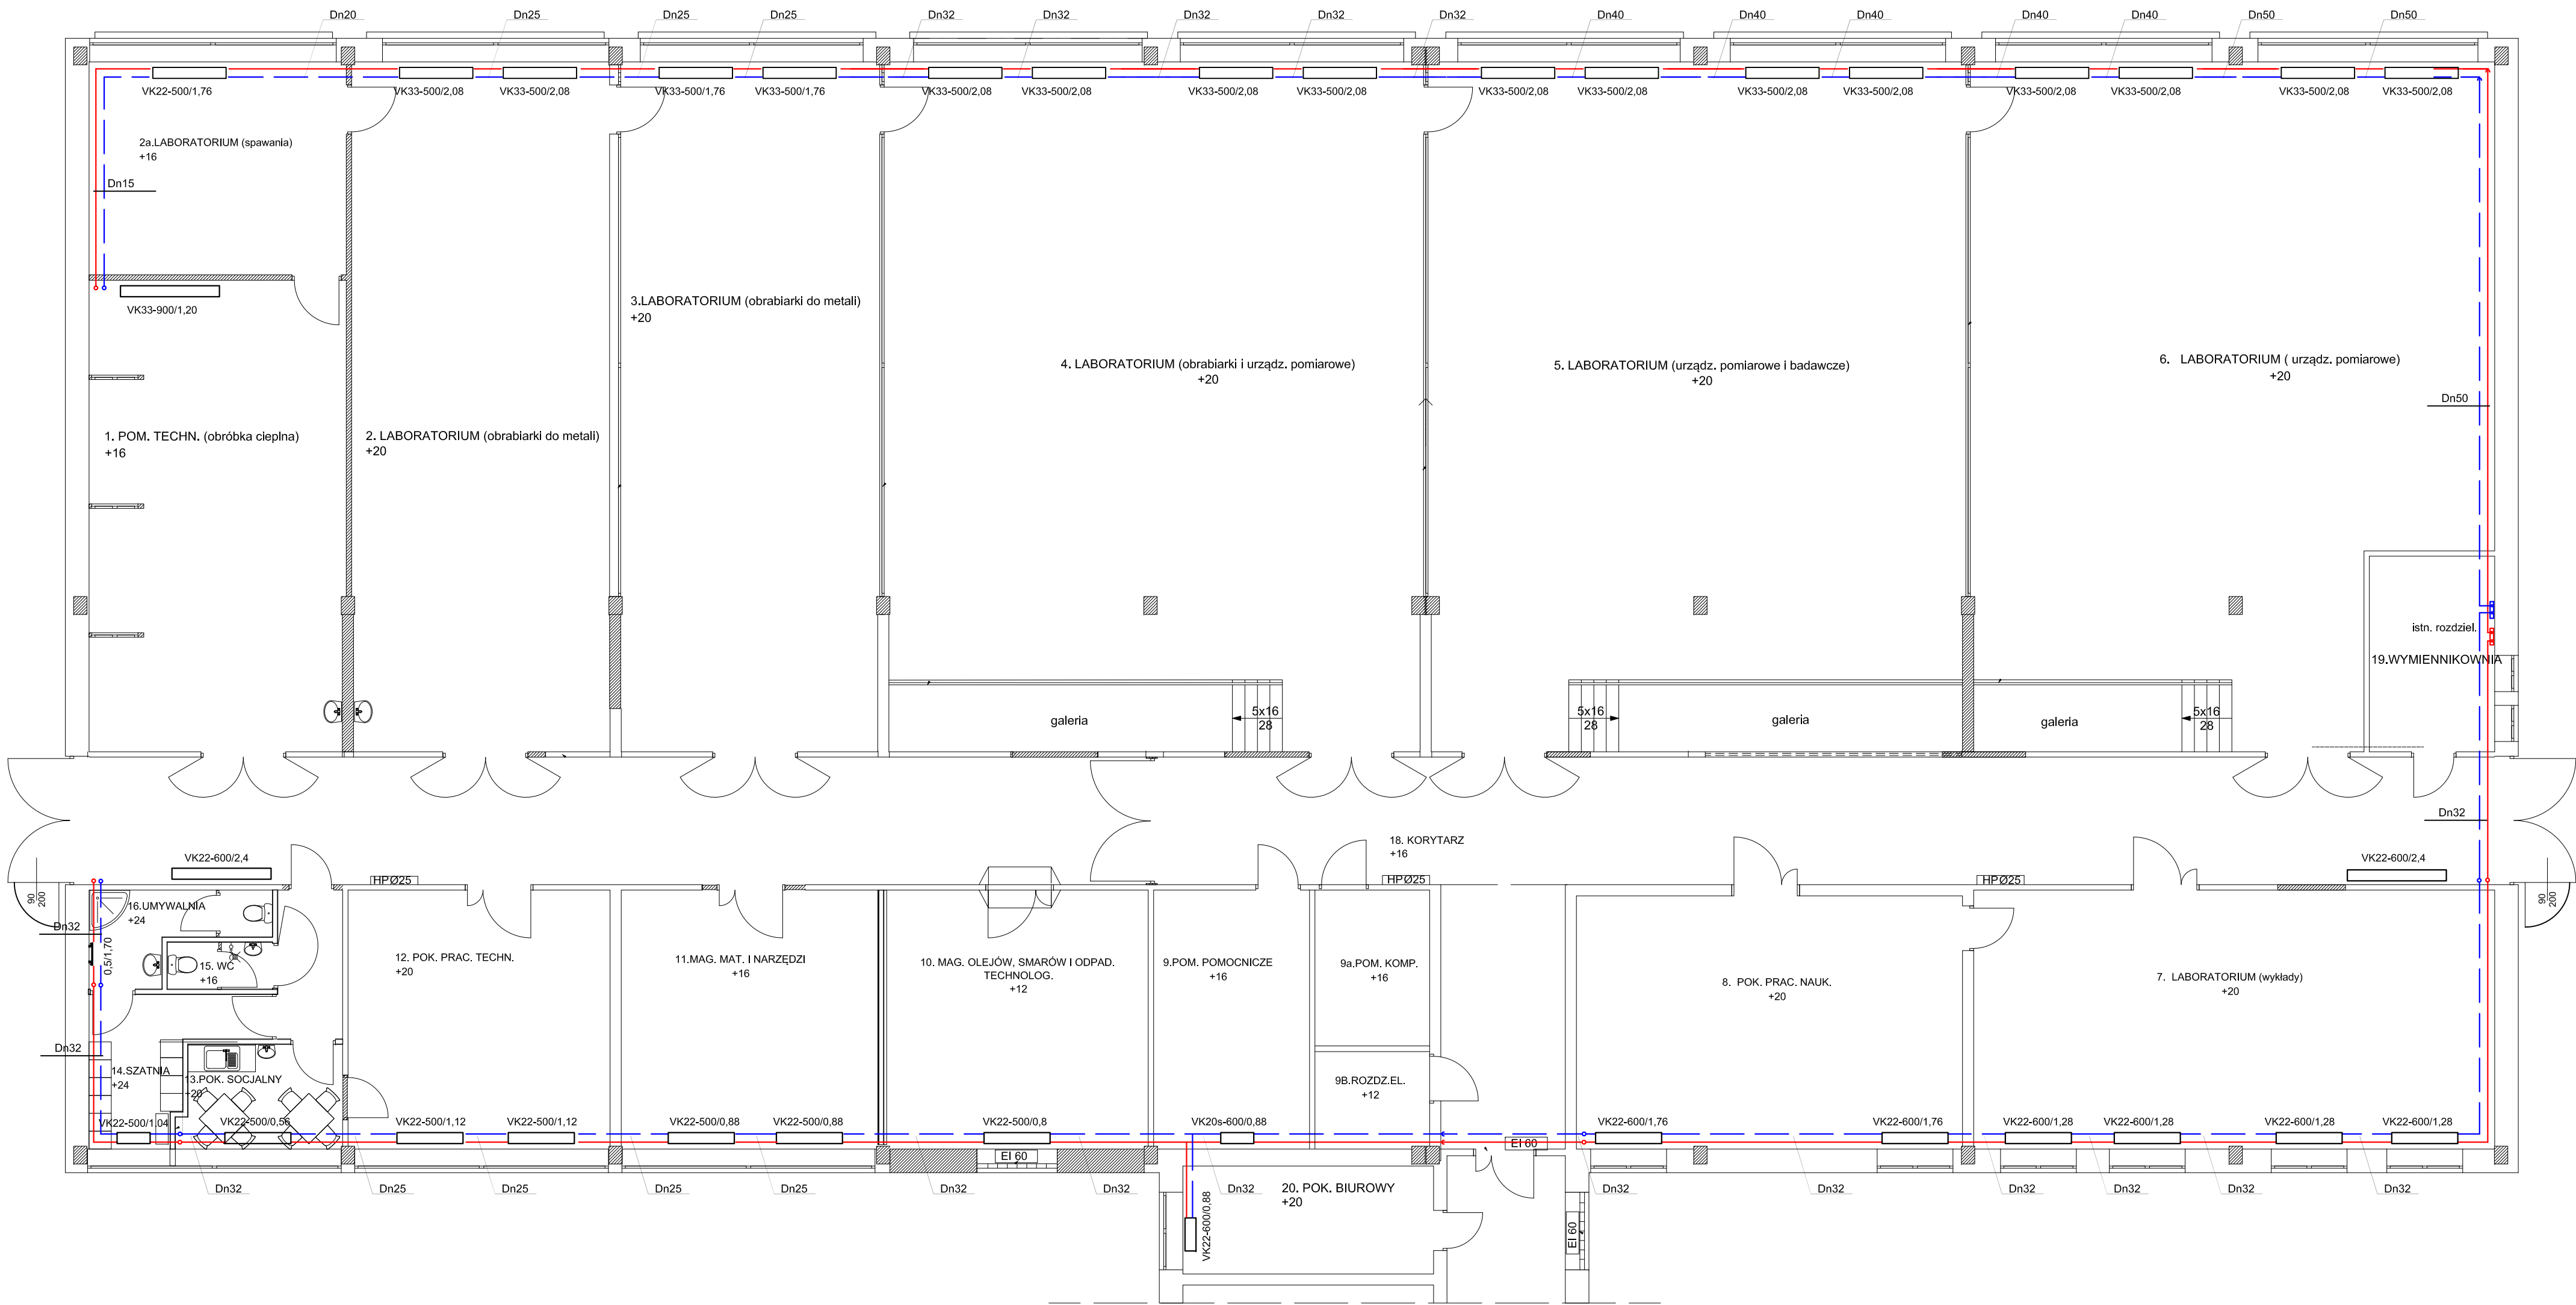 Dn20
Dn25
Dn25
Dn25
Dn32
Dn32
Dn32
Dn32
Dn32
Dn40
Dn40
Dn40
Dn40
Dn40
Dn50
Dn50
VK22-500/1,76
VK33-500/2,08
VK33-500/2,08
VK33-500/1,76
VK33-500/1,76
VK33-500/2,08
VK33-500/2,08
VK33-500/2,08
VK33-500/2,08
VK33-500/2,08
VK33-500/2,08
VK33-500/2,08
VK33-500/2,08
VK33-500/2,08
VK33-500/2,08
VK33-500/2,08
VK33-500/2,08
2a.LABORATORIUM (spawania)
+16
Dn15
VK33-900/1,20
3.LABORATORIUM (obrabiarki do metali)
+20
4. LABORATORIUM (obrabiarki i urządz. pomiarowe)
+20
5. LABORATORIUM (urządz. pomiarowe i badawcze)
+20
6. LABORATORIUM ( urządz. pomiarowe)
+20
Dn50
1. POM. TECHN. (obróbka cieplna)
+16
2. LABORATORIUM (obrabiarki do metali)
+20
istn. rozdziel.
19.WYMIENNIKOWNIA
galeria
5x16
28
5x16
28
galeria
galeria
5x16
28
Dn32
18. KORYTARZ
+16
VK22-600/2,4
VK22-600/2,4
HPØ25
HPØ25
HPØ25
90
200
90
200
16.UMYWALNIA
+24
Dn32
0,5/1,70
15. WC
+16
12. POK. PRAC. TECHN.
+20
11.MAG. MAT. I NARZĘDZI
+16
10. MAG. OLEJÓW, SMARÓW I ODPAD.
TECHNOLOG.
+12
9.POM. POMOCNICZE
+16
9a.POM. KOMP.
+16
8. POK. PRAC. NAUK.
+20
7. LABORATORIUM (wykłady)
+20
Dn32
14.SZATNIA
+24
13.POK. SOCJALNY
+20
9B.ROZDZ.EL.
+12
VK22-500/1,04
VK22-500/0,56
VK22-500/1,12
VK22-500/1,12
VK22-500/0,88
VK22-500/0,88
VK22-500/0,8
VK20s-600/0,88
VK22-600/1,76
VK22-600/1,76
VK22-600/1,28
VK22-600/1,28
VK22-600/1,28
VK22-600/1,28
EI 60
EI 60
Dn32
Dn25
Dn25
Dn25
Dn25
Dn32
Dn32
Dn32
20. POK. BIUROWY
+20
Dn32
Dn32
Dn32
Dn32
Dn32
Dn32
VK22-600/0,88
EI 60